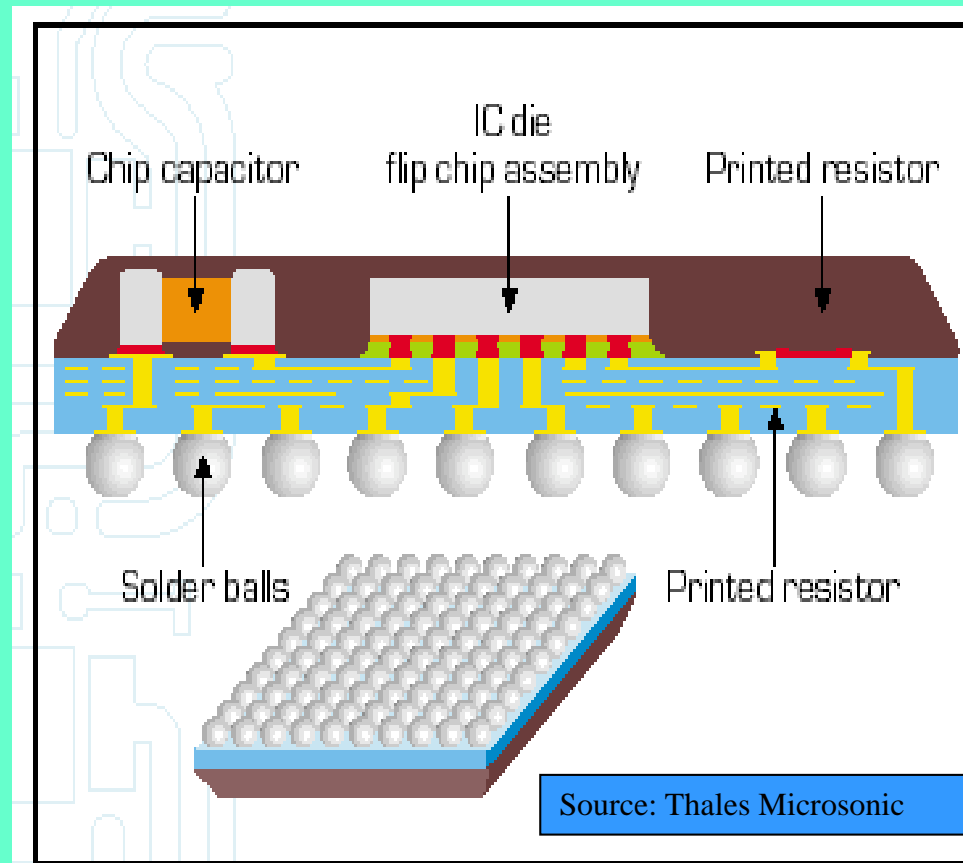 IC die
Chip capacitor flip chip assembly Printed resistor
Solder balls Printed resistor
Source: Thales Microsonic